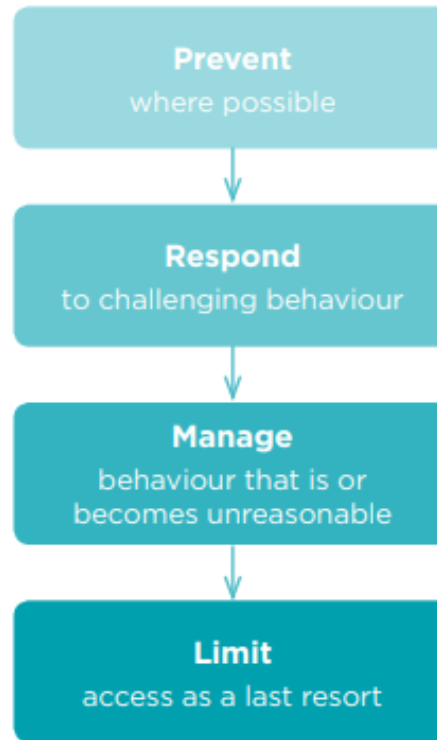 Prevent
where possible
Respond
to challenging behaviour
Manage
behaviour that is or
becomes unreasonable
Limit
access as a last resort